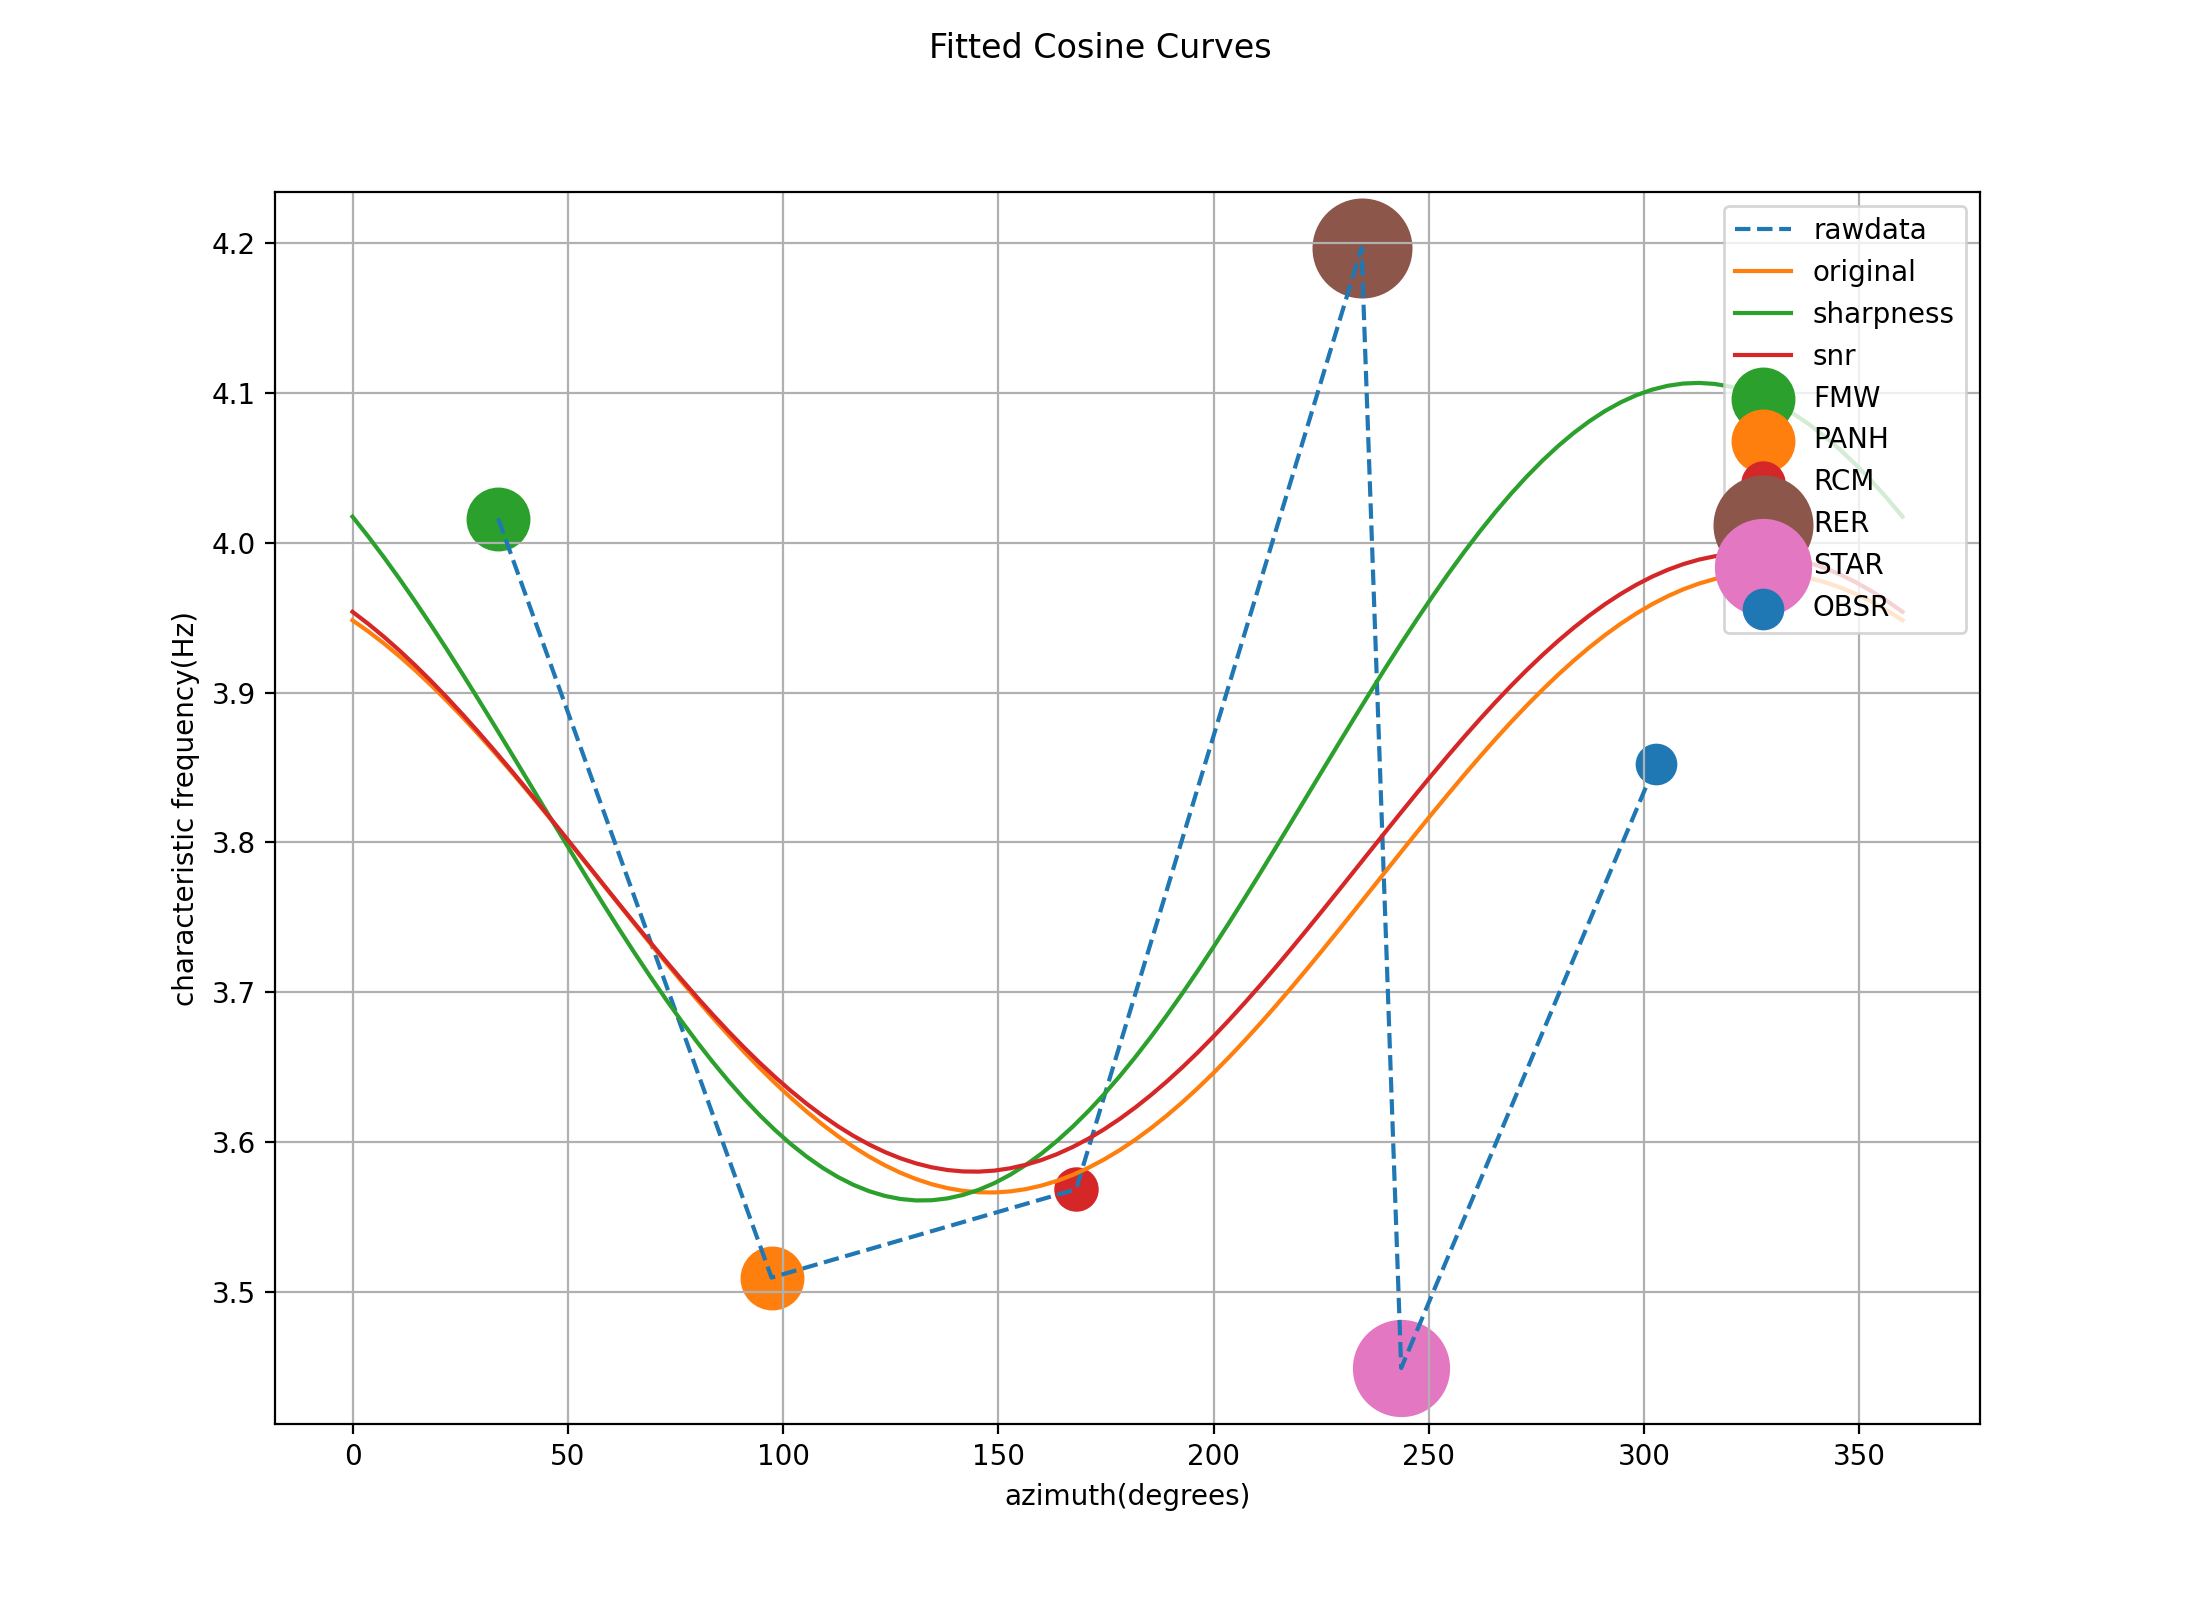 Fitted Cosine Curves
4.2
4.1
4.0
3.9
3.8
3.7
3.6
3.5
characteristic frequency(Hz)
rawdata
original
sharpness
snr
FMW
PANH
RCM
RER
STAR
OBSR
0 50 100 150 200 250 300 350
azimuth(degrees)